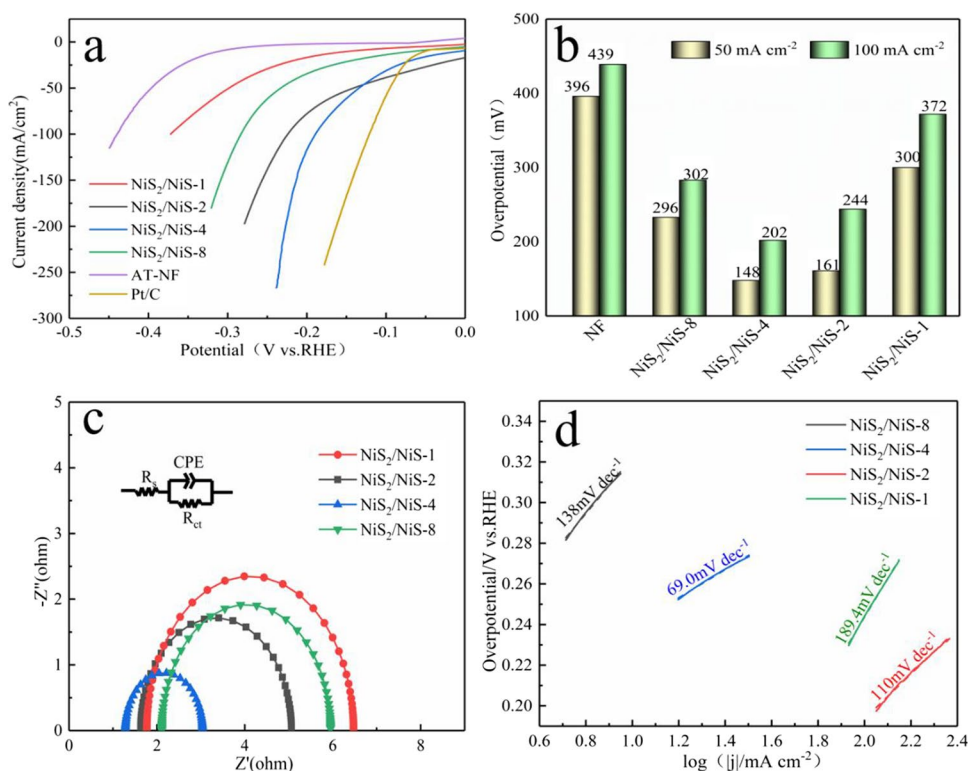 a
0
-50
-100
-150
-200
-250
-300
Current density(mA/cm²)
NiS₂/NiS-1
NiS₂/NiS-2
NiS₂/NiS-4
NiS₂/NiS-8
AT-NF
Pt/C
-0.5 -0.4 -0.3 -0.2 -0.1 0.0
Potential（V vs.RHE）
b
50 mA cm⁻² 100 mA cm⁻²
500
400
300
200
100
Overpotential（mV）
396 439
296 302
148 202
161 244
300 372
NF NiS₂/NiS-8 NiS₂/NiS-4 NiS₂/NiS-2 NiS₂/NiS-1
c
5
4
3
2
1
0
-Z"(ohm)
Rs
CPE
Rct
NiS₂/NiS-1
NiS₂/NiS-2
NiS₂/NiS-4
NiS₂/NiS-8
0 2 4 6 8
Z'(ohm)
d
0.34
0.32
0.30
0.28
0.26
0.24
0.22
0.20
Overpotential/V vs.RHE
NiS₂/NiS-8
NiS₂/NiS-4
NiS₂/NiS-2
NiS₂/NiS-1
138mV dec⁻¹
69.0mV dec⁻¹
189.4mV dec⁻¹
110mV dec⁻¹
0.6 0.8 1.0 1.2 1.4 1.6 1.8 2.0 2.2 2.4
log (|j|/mA cm⁻²)